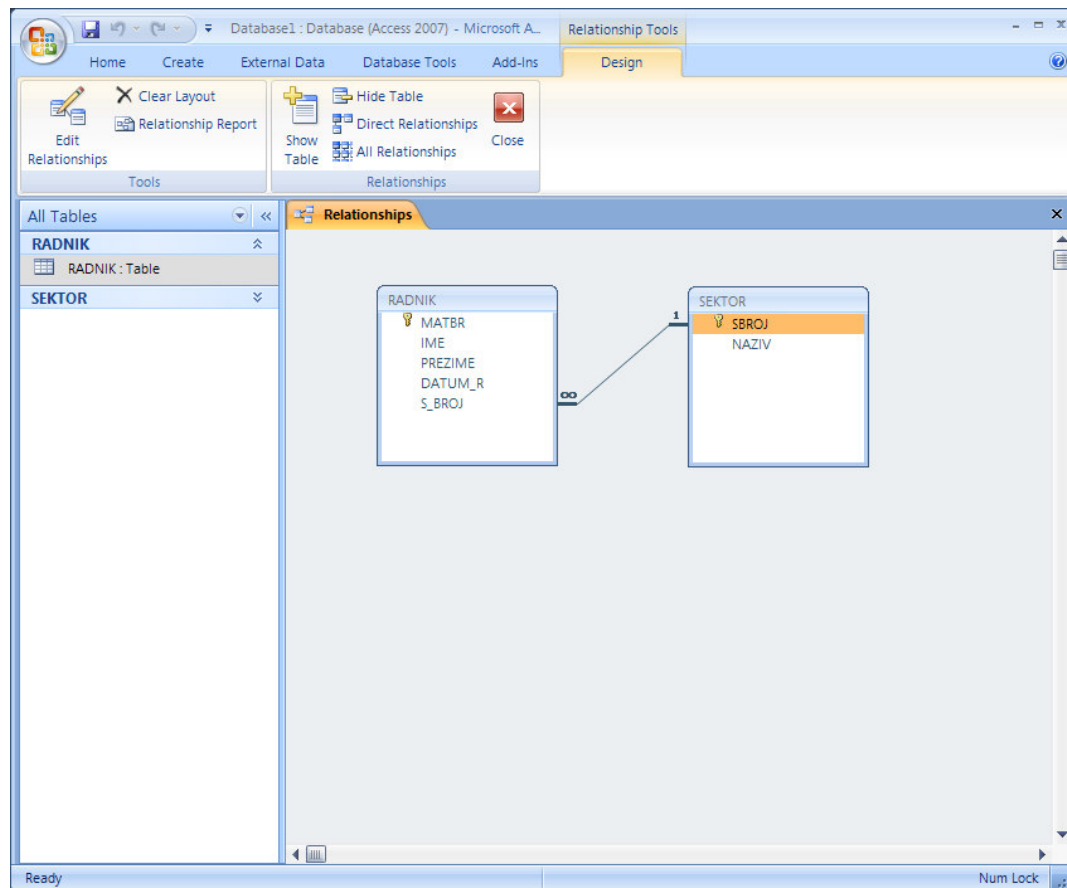 Database1 : Database (Access 2007) - Microsoft A... Relationship Tools
Home Create External Data Database Tools Add-Ins Design
Edit Relationships
Clear Layout
Relationship Report
Tools
Show Table
Hide Table
Direct Relationships
All Relationships
Close
Relationships
All Tables
RADNIK
RADNIK : Table
SEKTOR
Relationships
RADNIK
MATBR
IME
PREZIME
DATUM_R
S_BROJ
∞
1
SEKTOR
SBROJ
NAZIV
Ready Num Lock